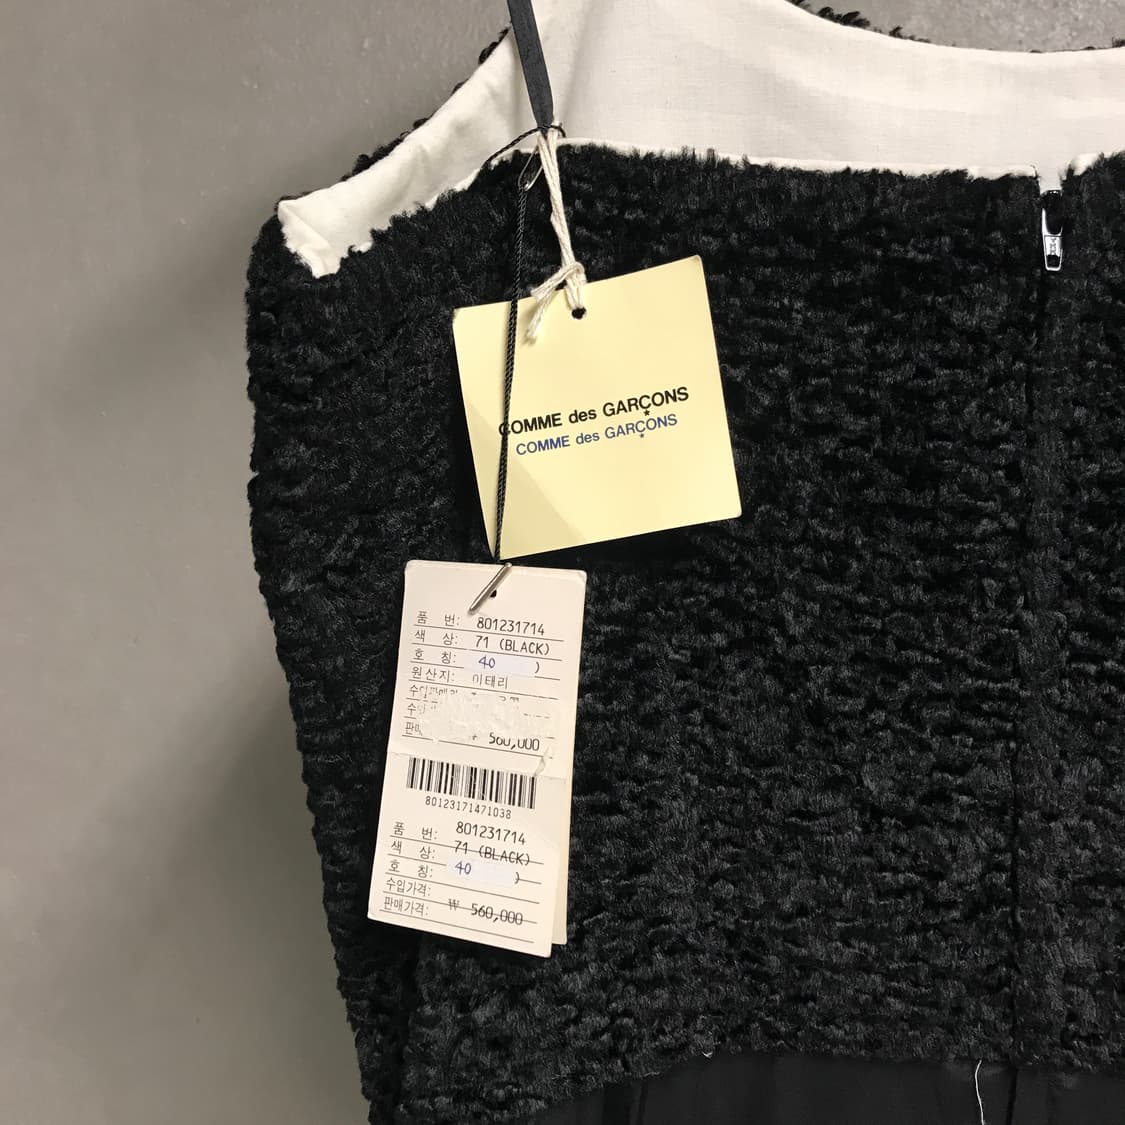 COMME des GARÇONS
COMME des GARÇONS
품 번: 801231714
색 상: 71 (BLACK)
호 칭: 40 )
원산지: 이태리
560,000
80123171471038
품 번: 801231714
색 상: 71 (BLACK)
호 칭: 40 )
수입가격:
판매가격: ₩ 560,000